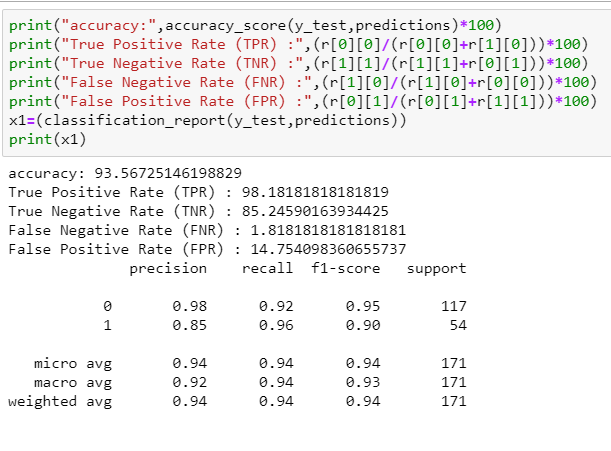 print("accuracy:",accuracy_score(y_test,predictions)*100)
print("True Positive Rate (TPR) :",(r[0][0]/(r[0][0]+r[1][0]))*100)
print("True Negative Rate (TNR) :",(r[1][1]/(r[1][1]+r[0][1]))*100)
print("False Negative Rate (FNR) :",(r[1][0]/(r[1][0]+r[0][0]))*100)
print("False Positive Rate (FPR) :",(r[0][1]/(r[0][1]+r[1][1]))*100)
x1=(classification_report(y_test,predictions))
print(x1)
accuracy: 93.56725146198829
True Positive Rate (TPR) : 98.18181818181819
True Negative Rate (TNR) : 85.24590163934425
False Negative Rate (FNR) : 1.8181818181818181
False Positive Rate (FPR) : 14.754098360655737
precision recall f1-score support
0 0.98 0.92 0.95 117
1 0.85 0.96 0.90 54
micro avg 0.94 0.94 0.94 171
macro avg 0.92 0.94 0.93 171
weighted avg 0.94 0.94 0.94 171